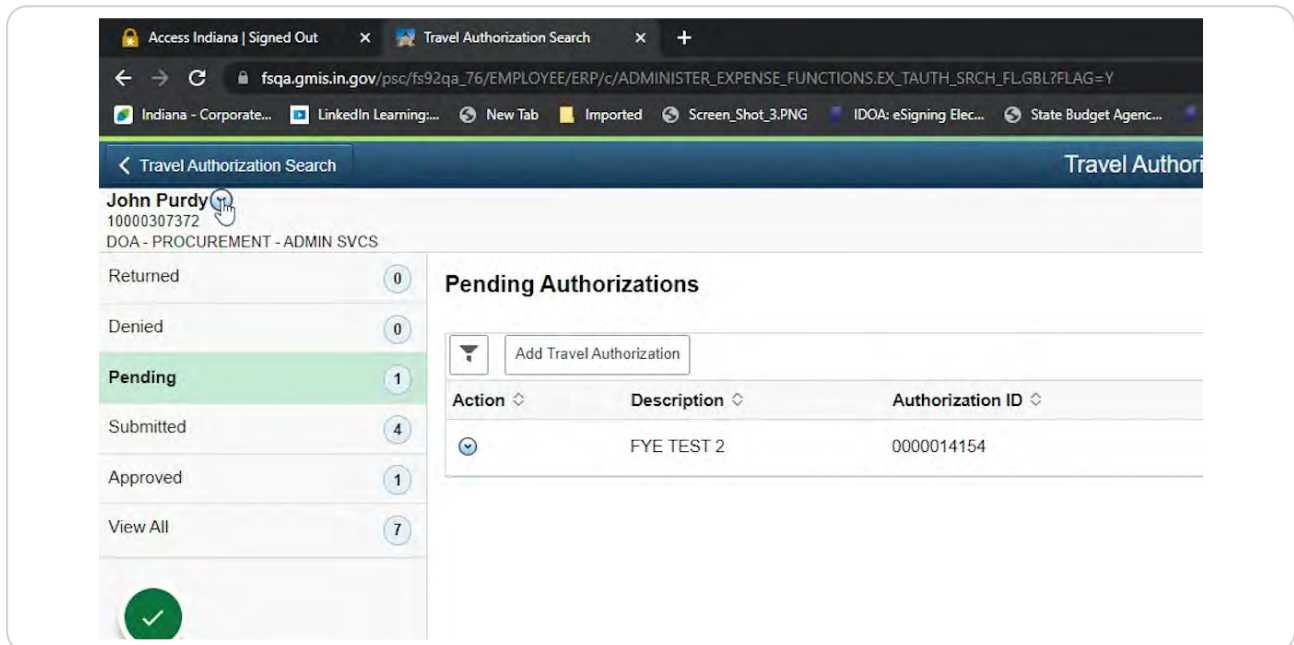 Access Indiana | Signed Out
Travel Authorization Search
fsqa.gmis.in.gov/psc/fs92qa_76/EMPLOYEE/ERP/c/ADMINISTER_EXPENSE_FUNCTIONS.EX_TAUTH_SRCH_FL.GBL?FLAG=Y
Indiana - Corporate... LinkedIn Learning:... New Tab Imported Screen_Shot_3.PNG IDOA: eSigning Elec... State Budget Agenc...
Travel Authorization Search
Travel Authori
John Purdy
10000307372
DOA - PROCUREMENT - ADMIN SVCS
Returned 0
Denied 0
Pending 1
Submitted 4
Approved 1
View All 7
Pending Authorizations
Add Travel Authorization
Action Description Authorization ID
FYE TEST 2 0000014154